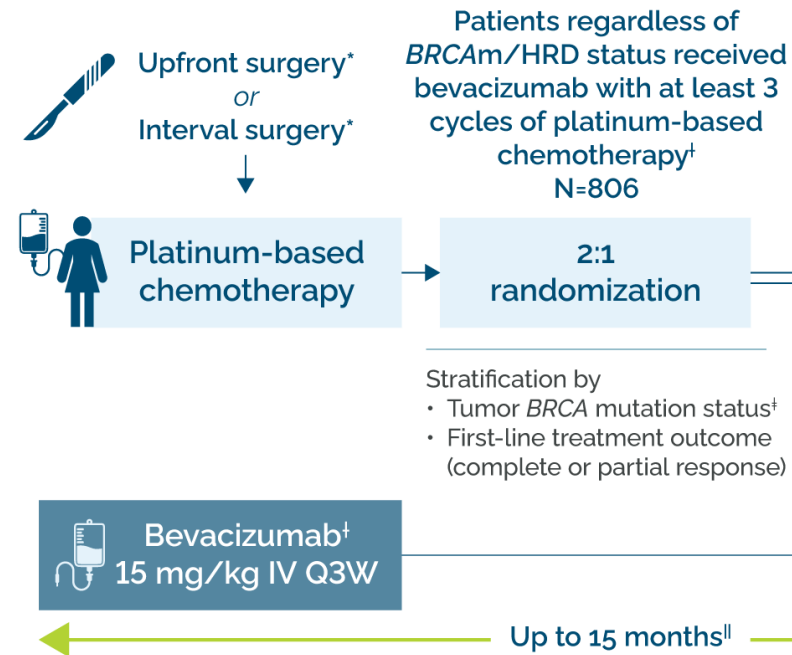 Upfront surgery*
or
Interval surgery*
Patients regardless of
BRCAm/HRD status received
bevacizumab with at least 3
cycles of platinum-based
chemotherapy†
N=806
Platinum-based
chemotherapy
2:1
randomization
Stratification by
• Tumor BRCA mutation status‡
• First-line treatment outcome
(complete or partial response)
Bevacizumab†
15 mg/kg IV Q3W
Up to 15 months||